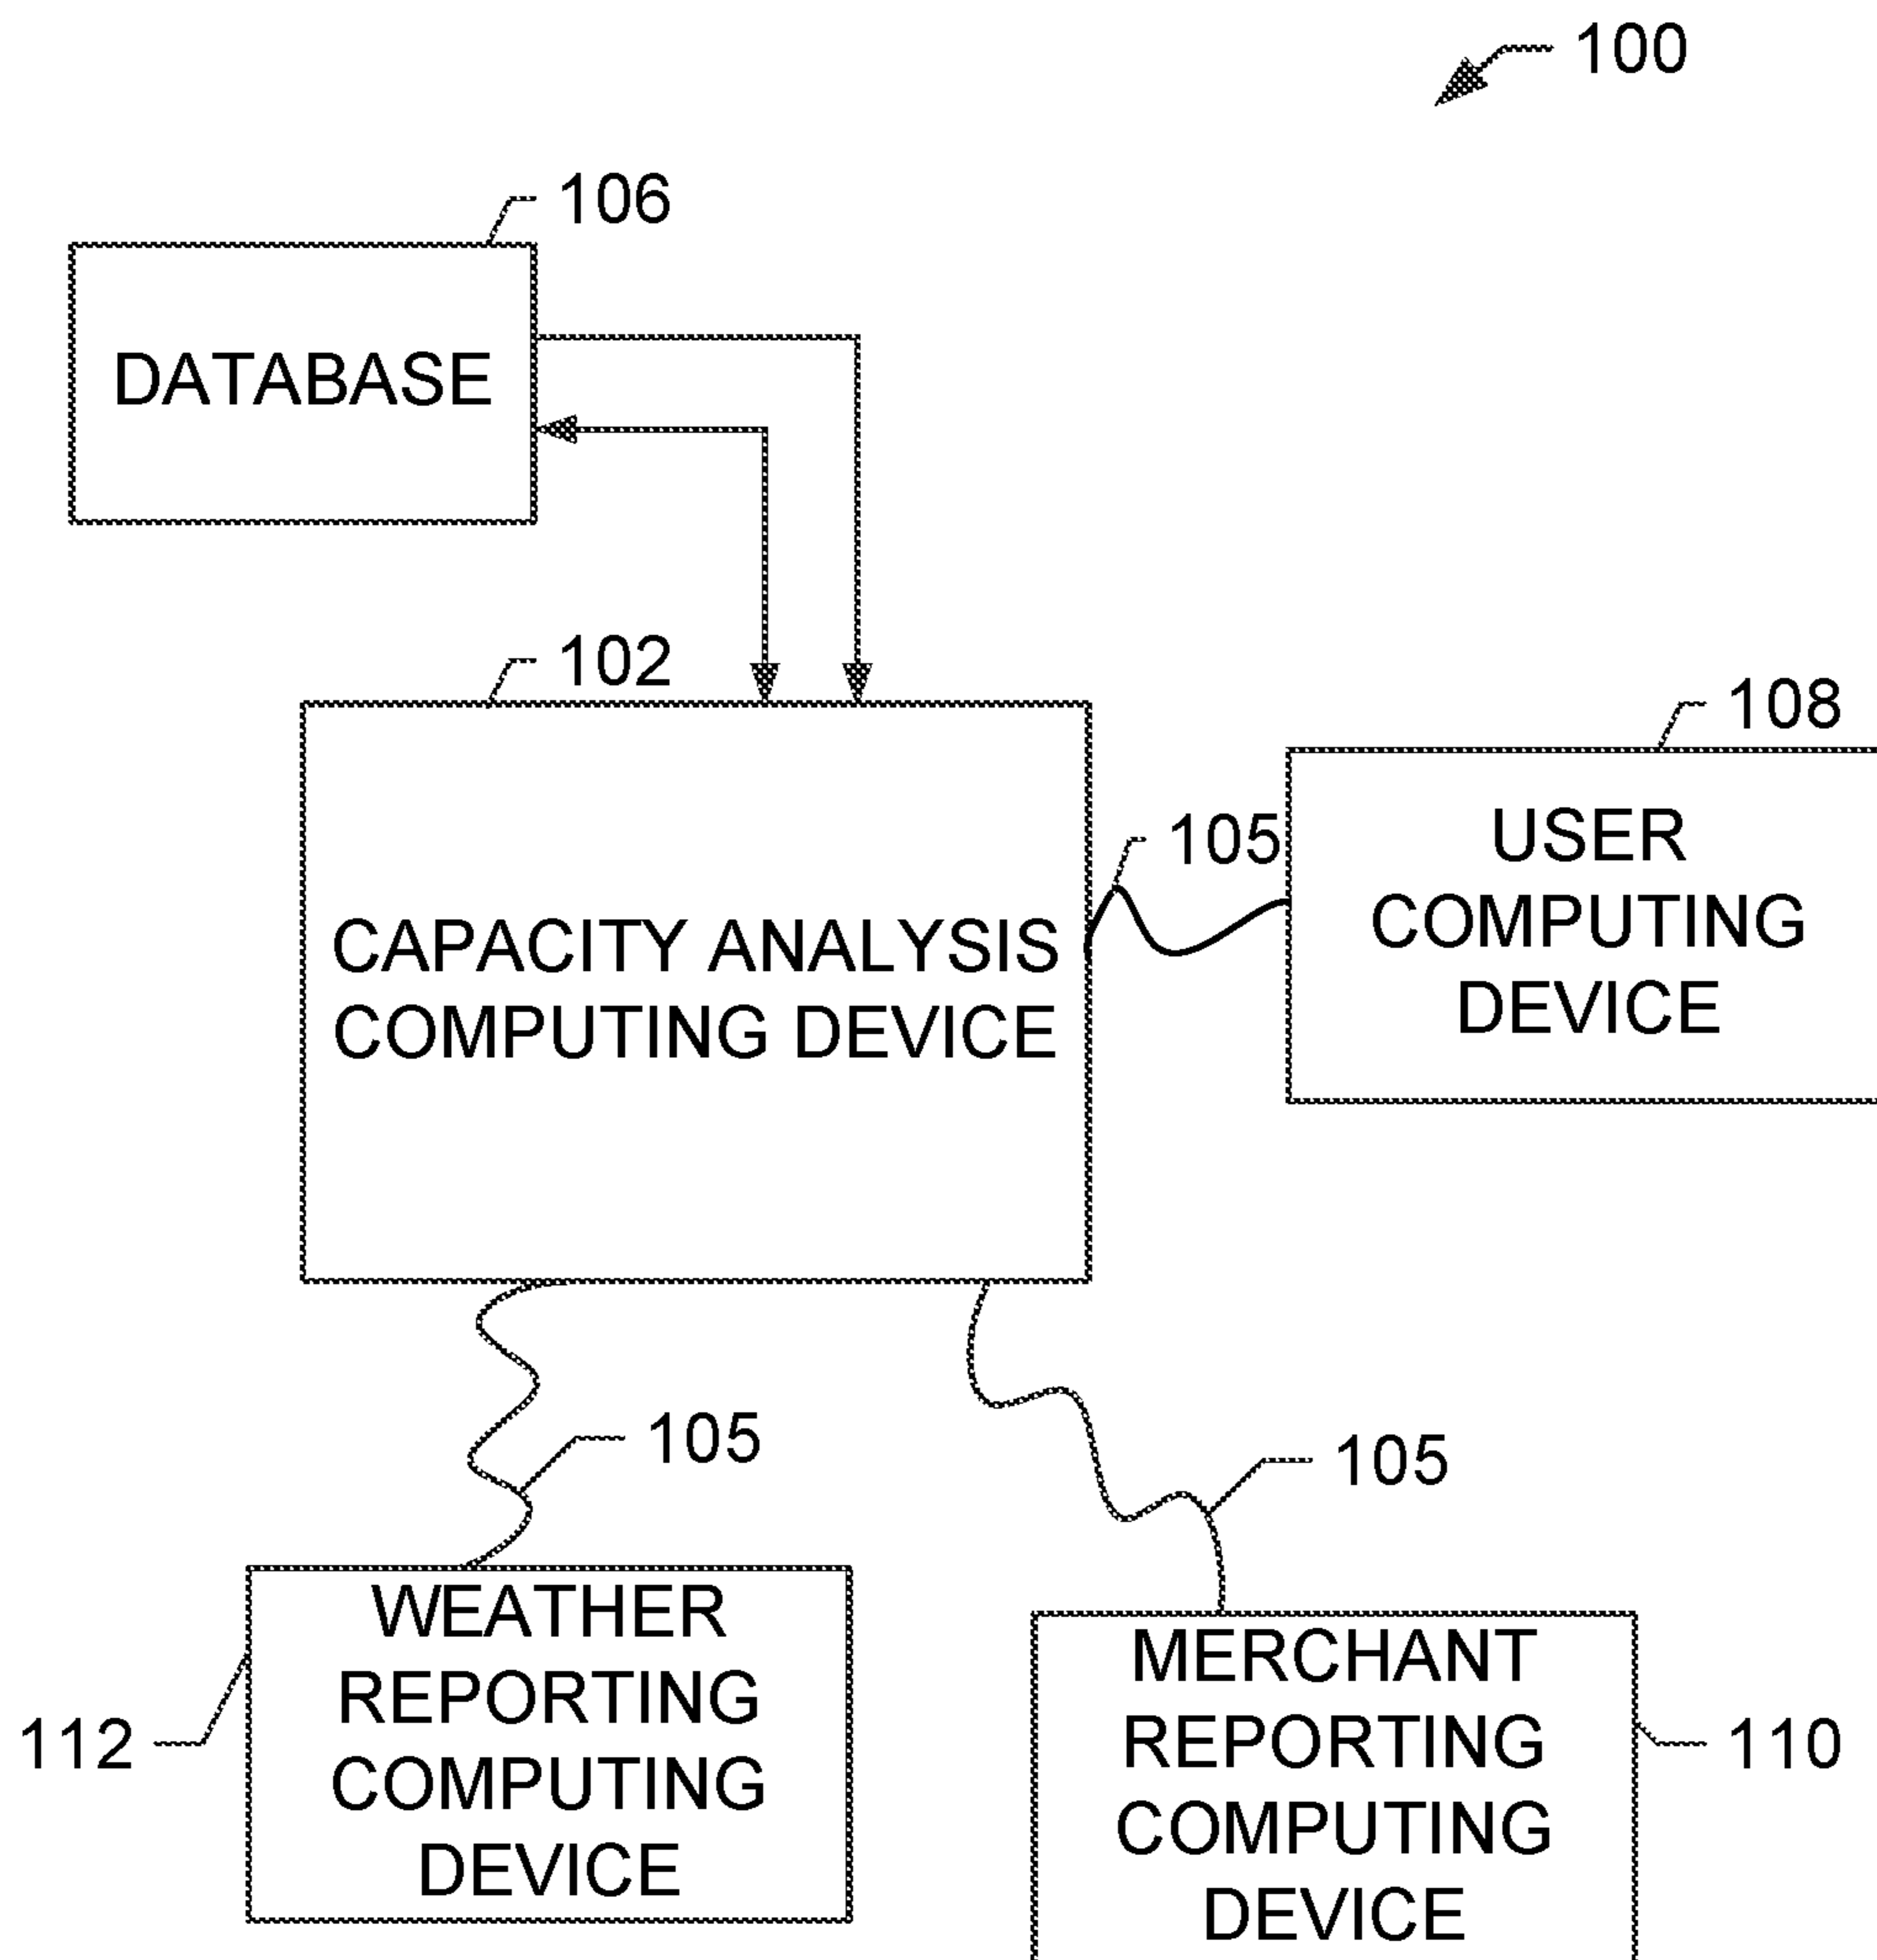 100
106
DATABASE
102
108
105
USER
COMPUTING
DEVICE
CAPACITY ANALYSIS
COMPUTING DEVICE
105
105
WEATHER
REPORTING
COMPUTING
DEVICE
112
MERCHANT
REPORTING
COMPUTING
DEVICE
110